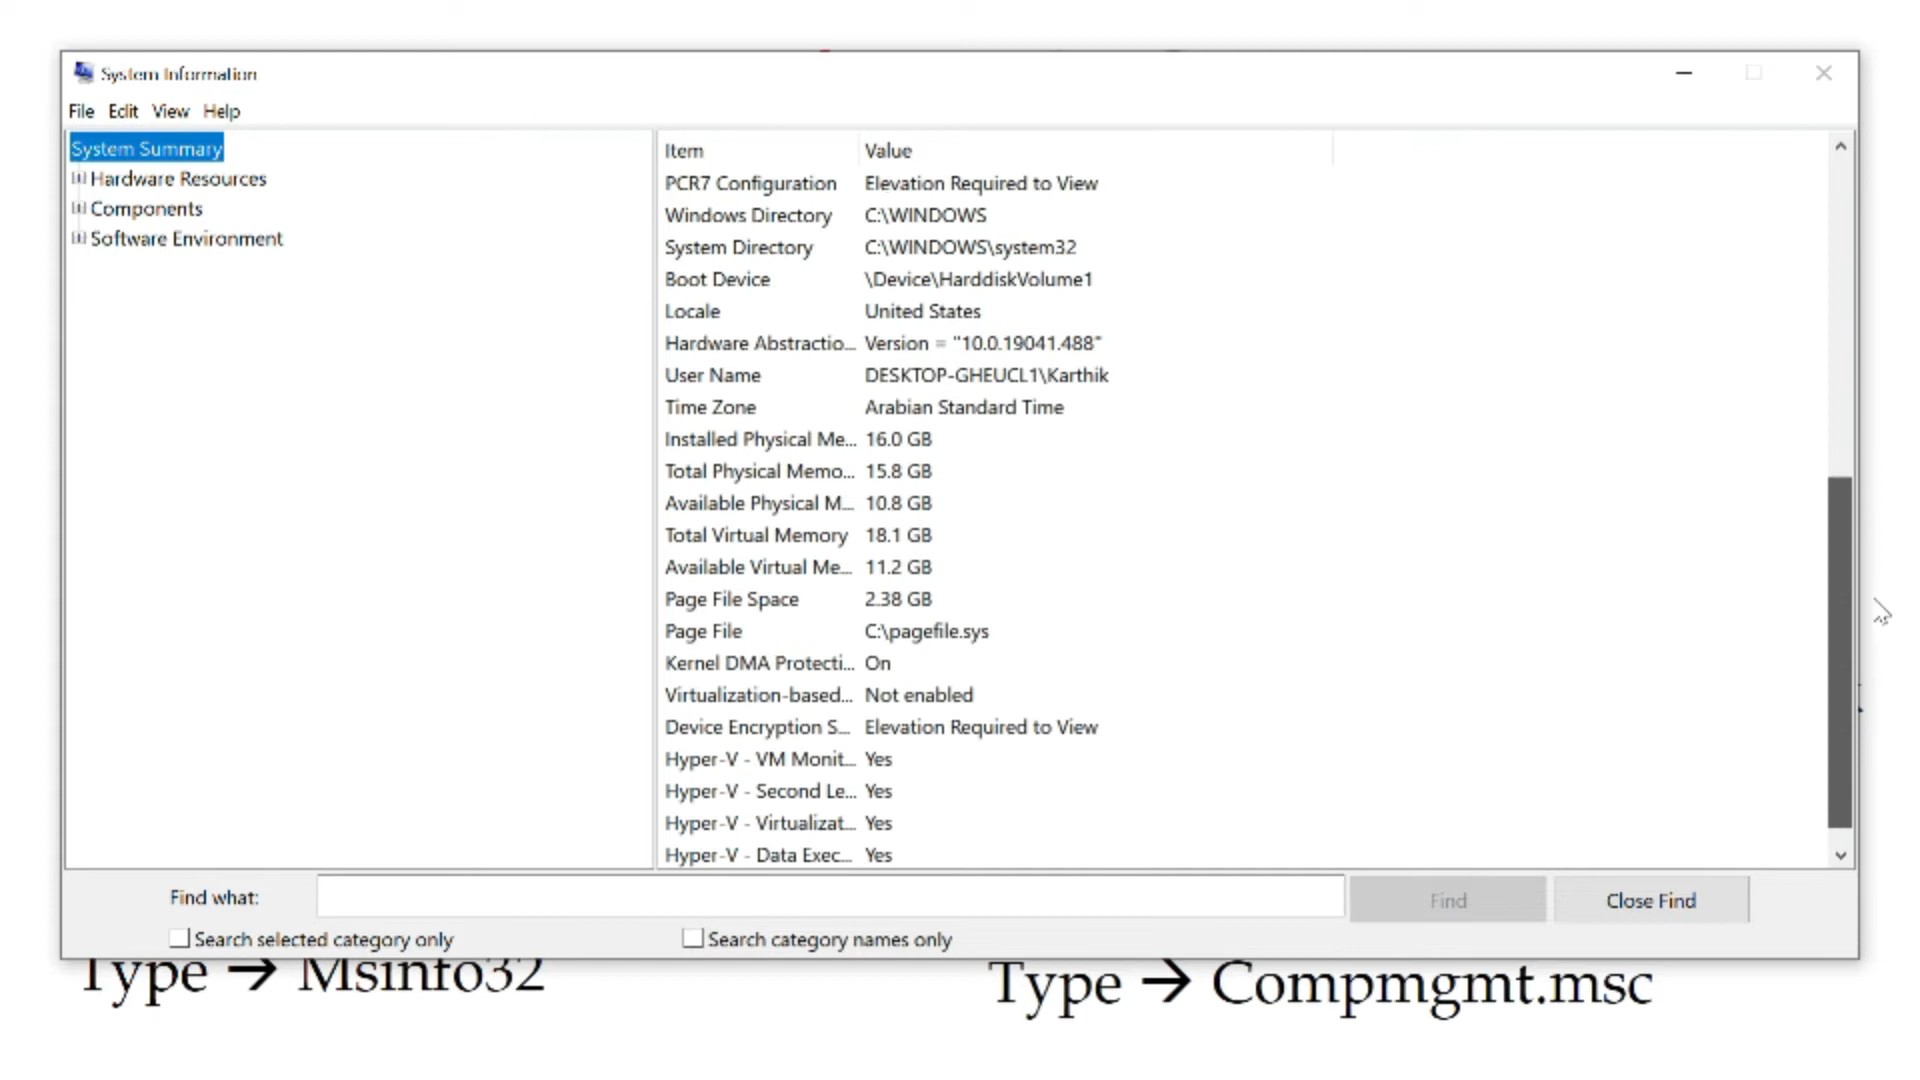 System Information
File Edit View Help
System Summary
Hardware Resources
Components
Software Environment
Item Value
PCR7 Configuration Elevation Required to View
Windows Directory C:\WINDOWS
System Directory C:\WINDOWS\system32
Boot Device \Device\HarddiskVolume1
Locale United States
Hardware Abstractio... Version = "10.0.19041.488"
User Name DESKTOP-GHEUCL1\Karthik
Time Zone Arabian Standard Time
Installed Physical Me... 16.0 GB
Total Physical Memo... 15.8 GB
Available Physical M... 10.8 GB
Total Virtual Memory 18.1 GB
Available Virtual Me... 11.2 GB
Page File Space 2.38 GB
Page File C:\pagefile.sys
Kernel DMA Protecti... On
Virtualization-based... Not enabled
Device Encryption S... Elevation Required to View
Hyper-V - VM Monit... Yes
Hyper-V - Second Le... Yes
Hyper-V - Virtualizat... Yes
Hyper-V - Data Exec... Yes
Find what: Find Close Find
Search selected category only Search category names only
Type → Msinfo32 Type → Compmgmt.msc